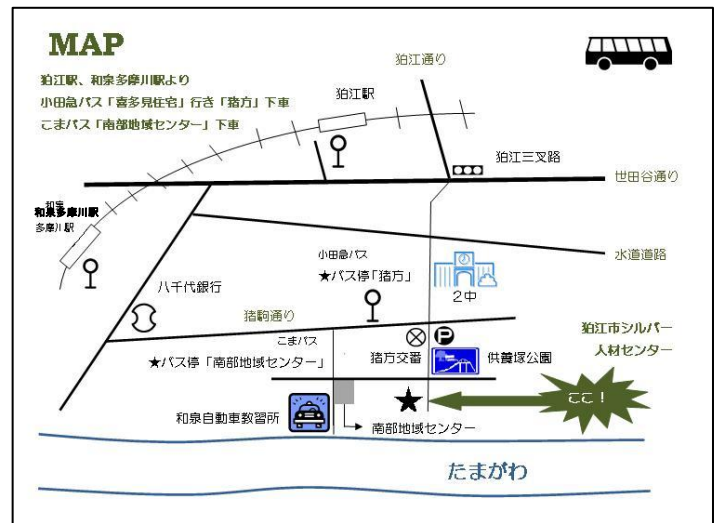 MAP
狛江駅、和泉多摩川駅より
小田急バス「喜多見住宅」行き「猪方」下車
こまバス「南部地域センター」下車
狛江通り
狛江駅
狛江三叉路
世田谷通り
和泉
和泉多摩川駅
多摩川駅
水道道路
小田急バス
★バス停「猪方」
2中
八千代銀行
猪駒通り
こまバス
★バス停「南部地域センター」
猪方交番
P
供養塚公園
狛江市シルバー
人材センター
ここ！
和泉自動車教習所
南部地域センター
たまがわ